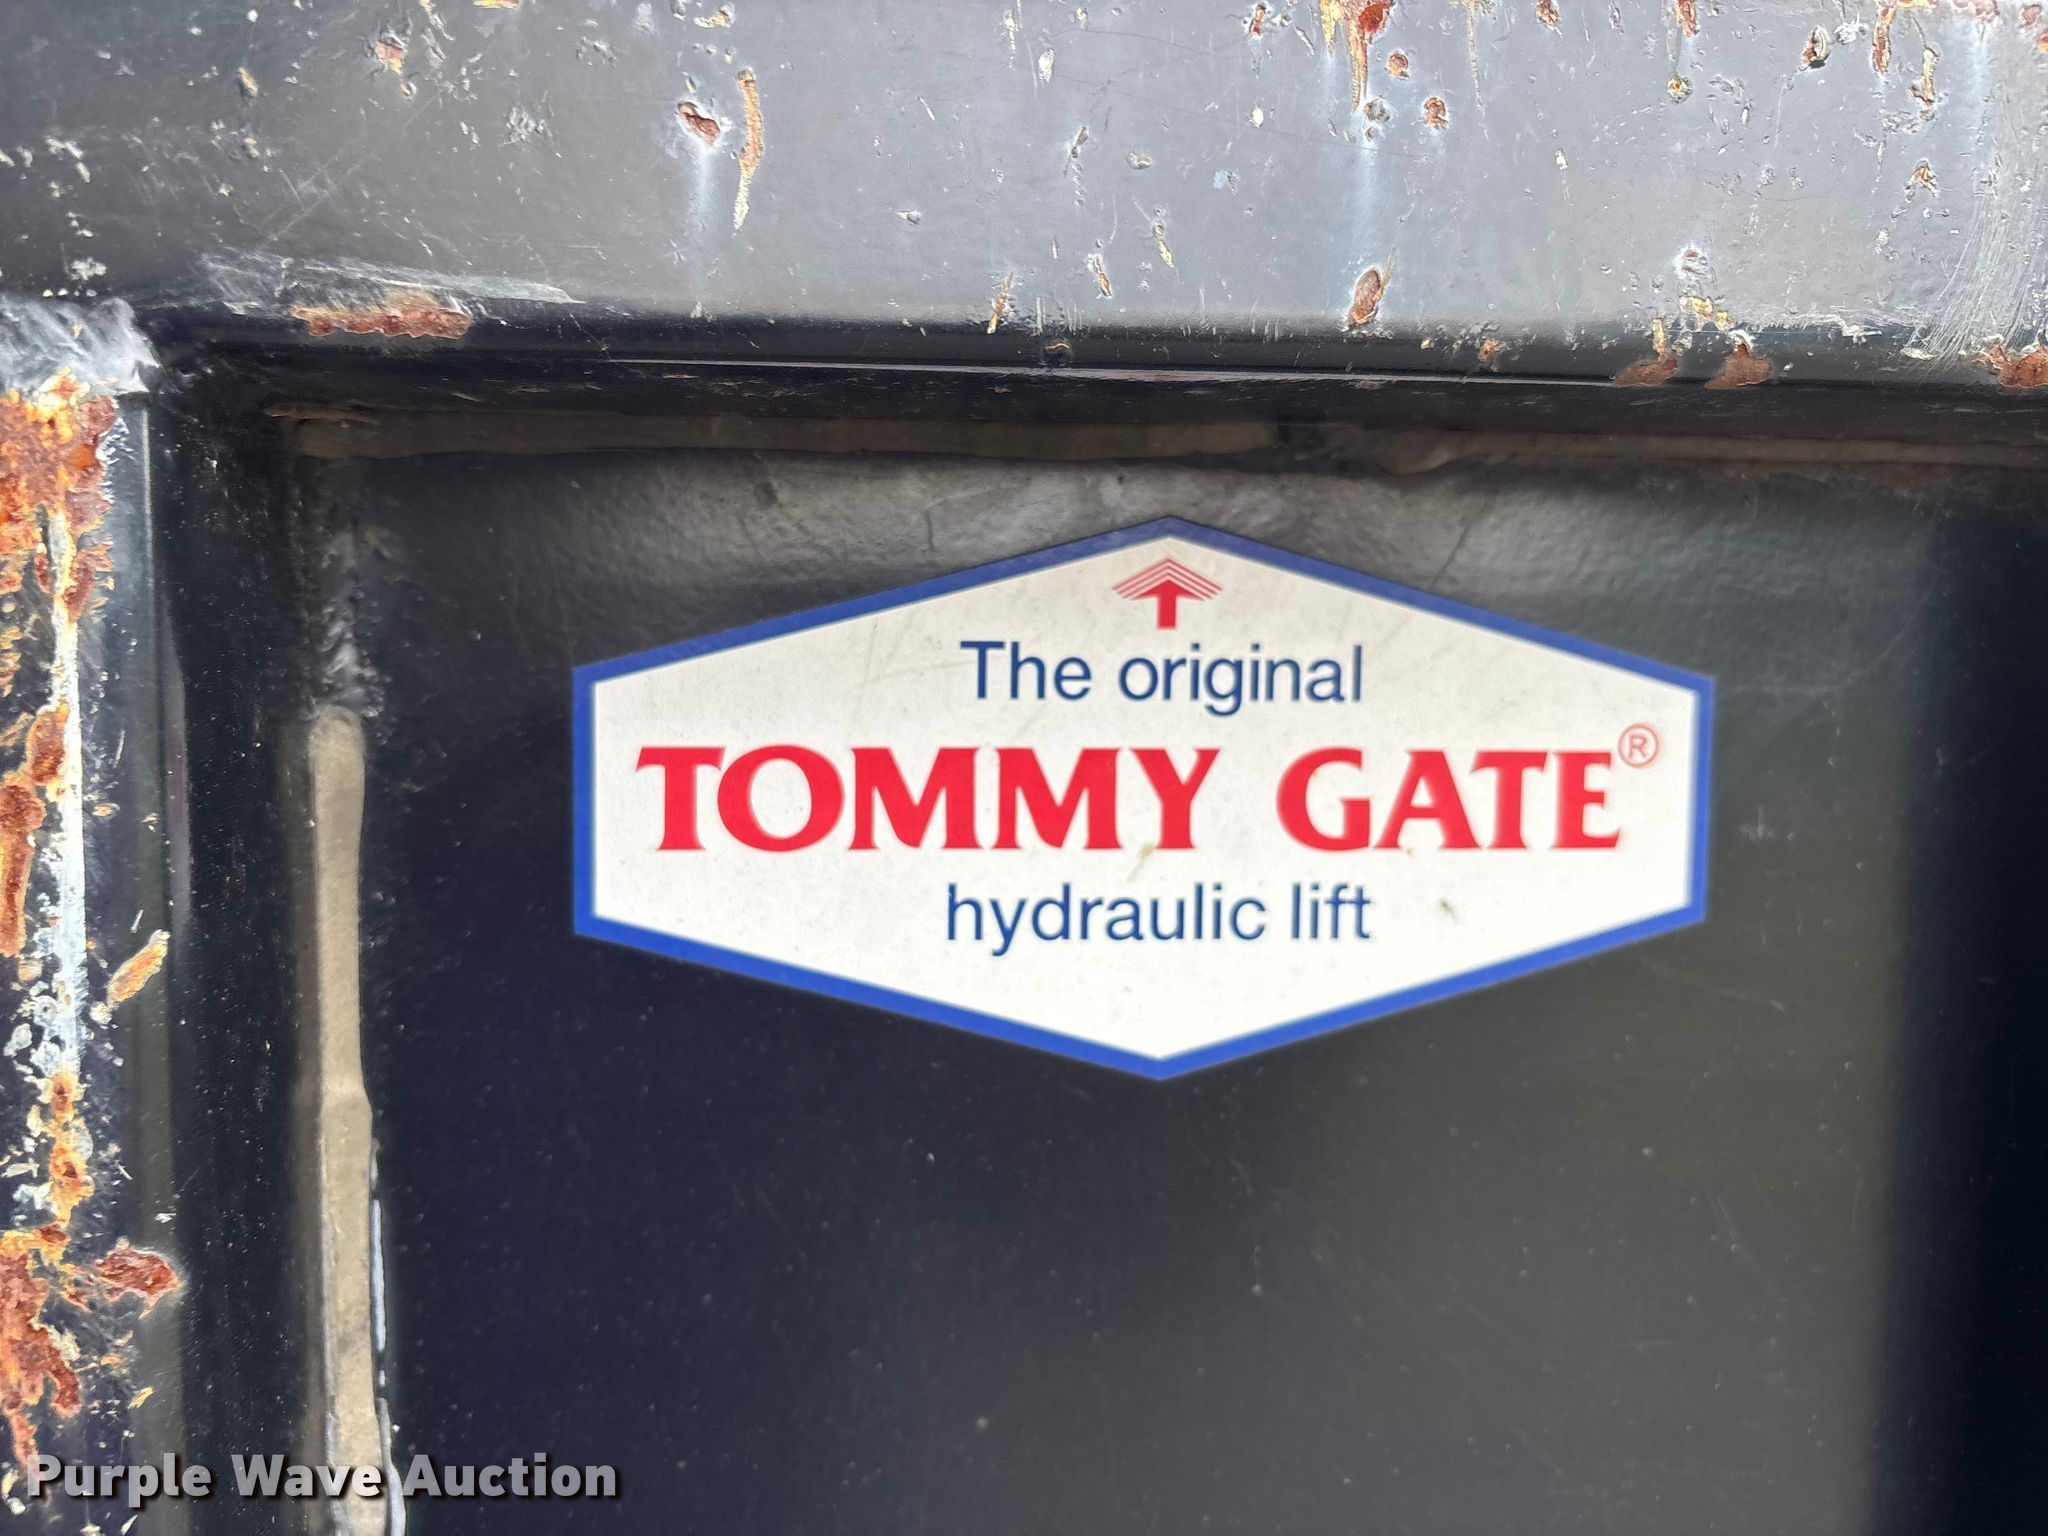 The original
TOMMY GATE®
hydraulic lift
Purple Wave Auction